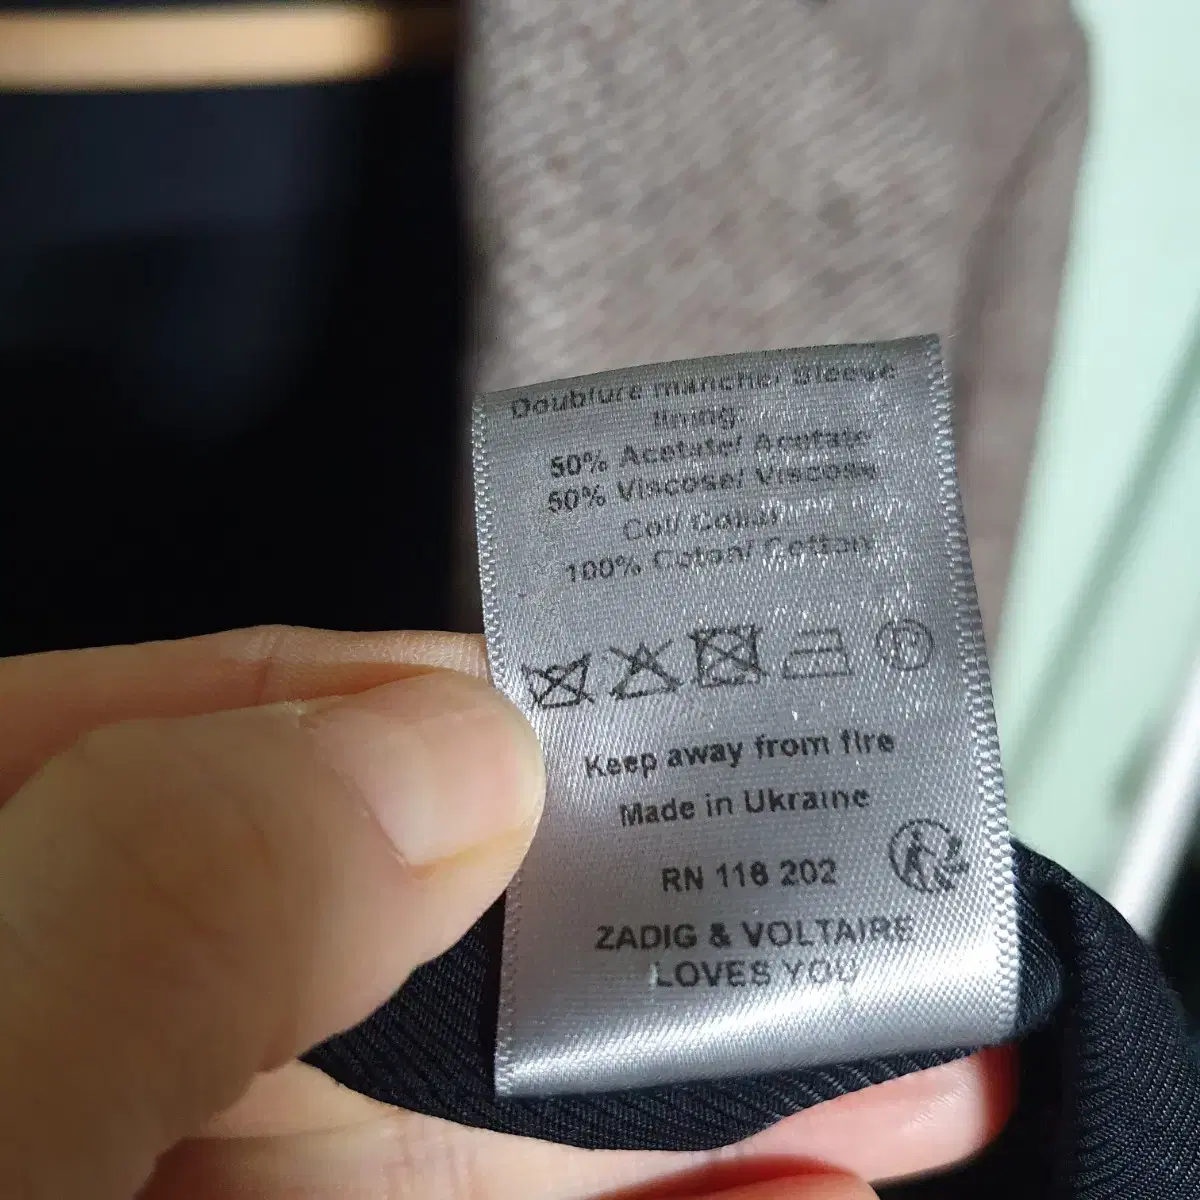 Doublure manche/ Sleeve
lining:
50% Acetate/ Acetate
50% Viscose/ Viscose
Col/ Collar
100% Coton/ Cotton
P
Keep away from fire
Made in Ukraine
RN 116 202
ZADIG & VOLTAIRE
LOVES YOU